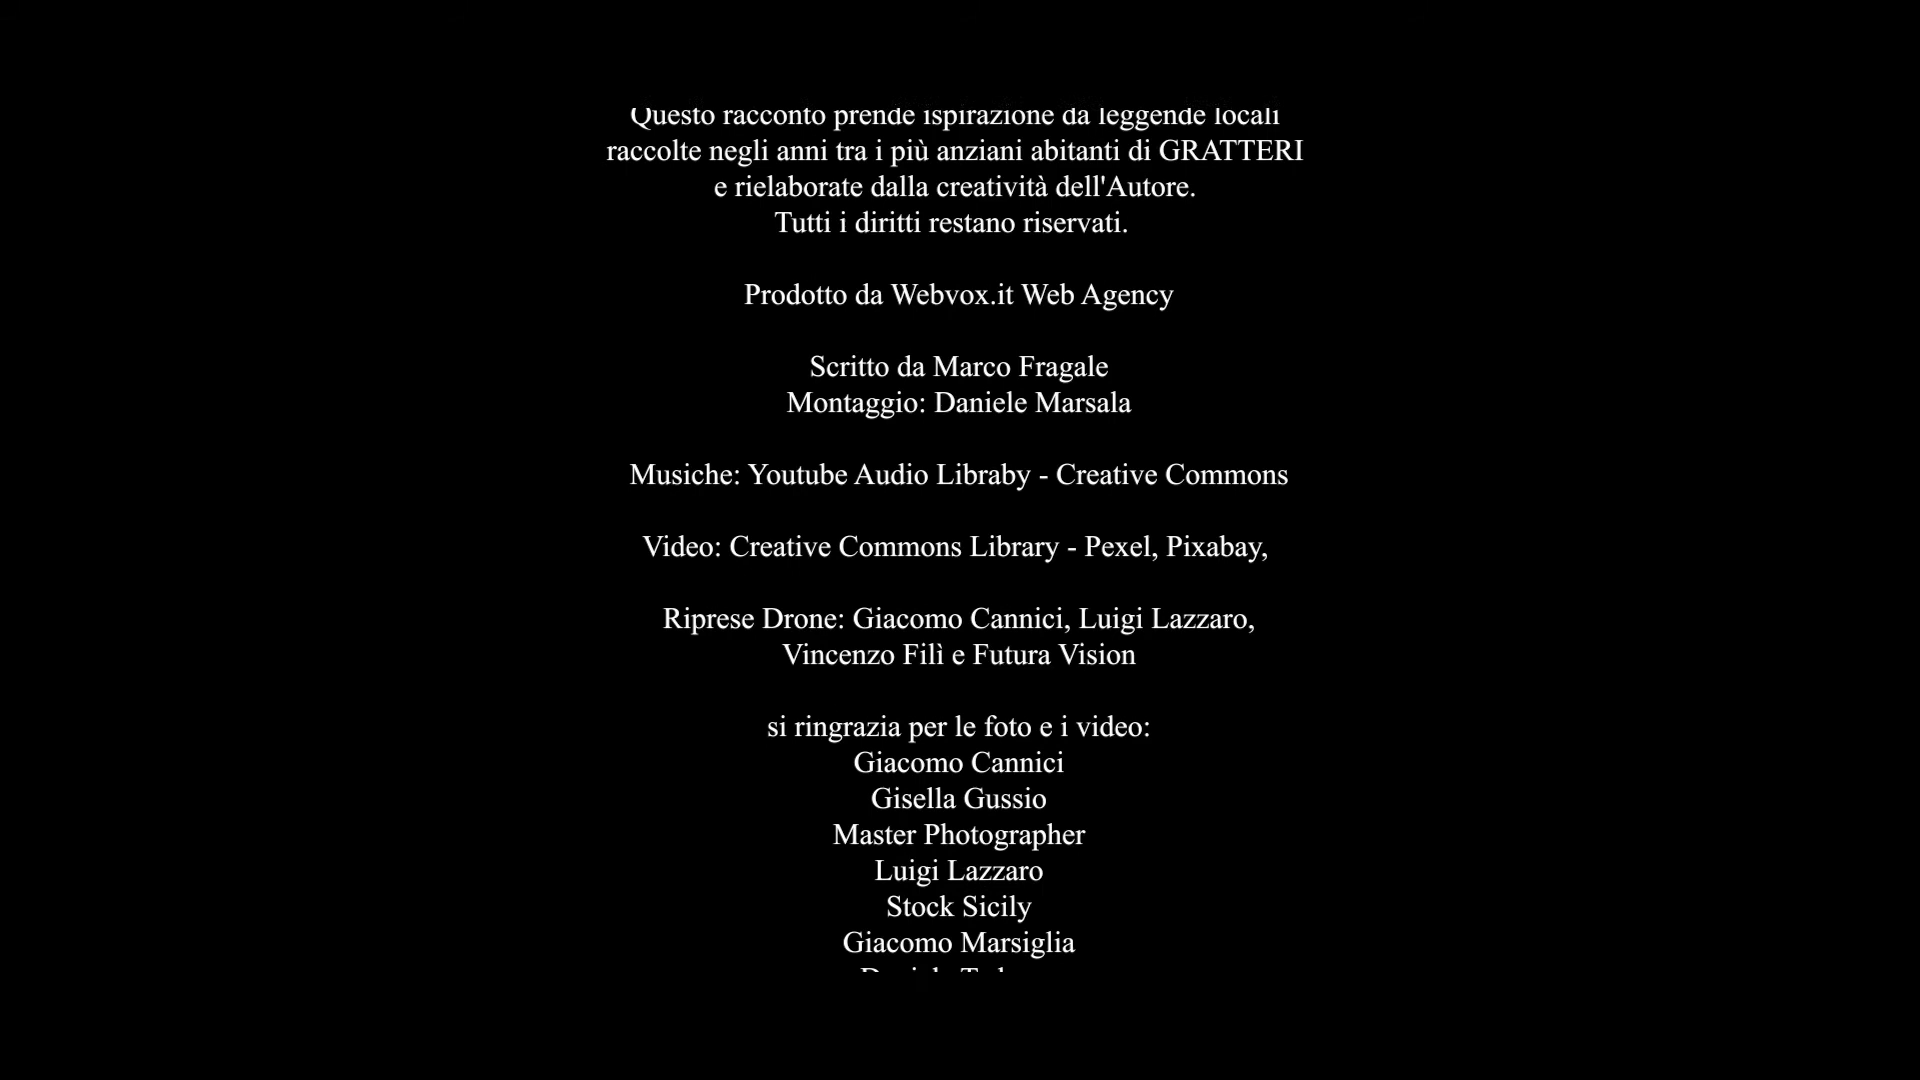 Questo racconto prende ispirazione da leggende locali
raccolte negli anni tra i più anziani abitanti di GRATTERI
e rielaborate dalla creatività dell'Autore.
Tutti i diritti restano riservati.
Prodotto da Webvox.it Web Agency
Scritto da Marco Fragale
Montaggio: Daniele Marsala
Musiche: Youtube Audio Libraby - Creative Commons
Video: Creative Commons Library - Pexel, Pixabay,
Riprese Drone: Giacomo Cannici, Luigi Lazzaro,
Vincenzo Filì e Futura Vision
si ringrazia per le foto e i video:
Giacomo Cannici
Gisella Gussio
Master Photographer
Luigi Lazzaro
Stock Sicily
Giacomo Marsiglia